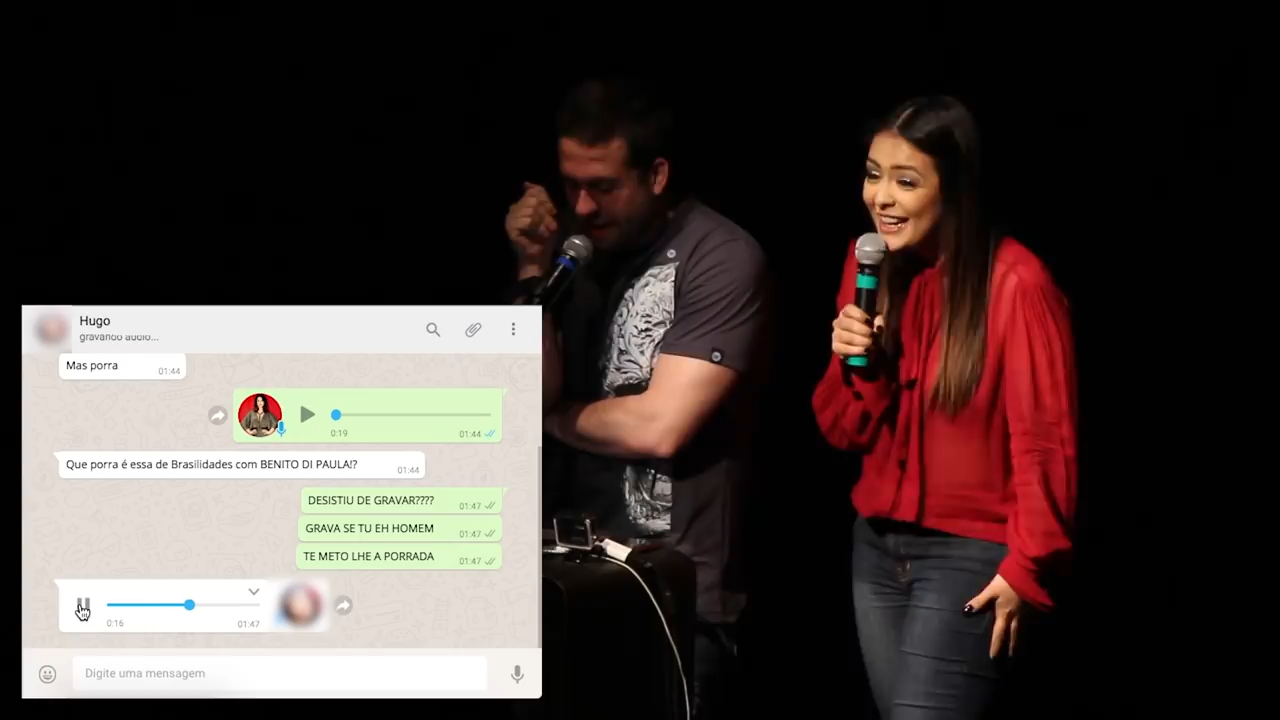 Hugo
gravando áudio...
Mas porra
01:44
0:19
01:44
Que porra é essa de Brasilidades com BENITO DI PAULA!?
01:44
DESISTIU DE GRAVAR????
01:47
GRAVA SE TU EH HOMEM
01:47
TE METO LHE A PORRADA
01:47
0:16
01:47
Digite uma mensagem